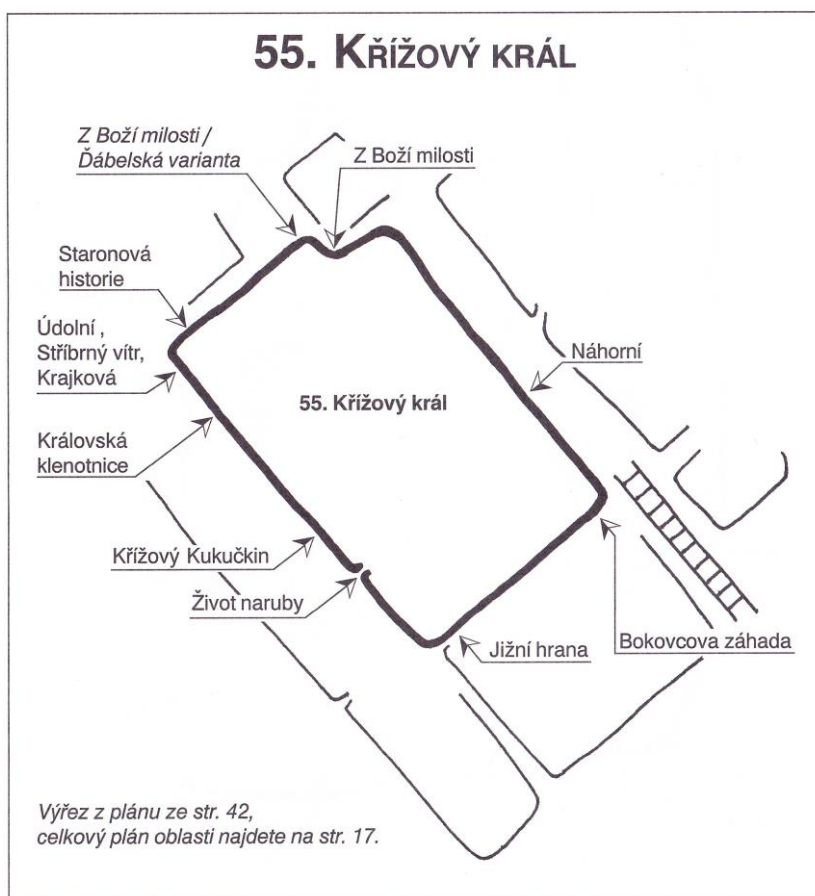 55. KŘÍŽOVÝ KRÁL
Z Boží milosti /
Ďábelská varianta
Z Boží milosti
Staronová
historie
Údolní ,
Stříbrný vítr,
Krajková
Náhorní
55. Křížový král
Královská
klenotnice
Křížový Kukučkin
Život naruby
Jižní hrana
Bokovcova záhada
Výřez z plánu ze str. 42,
celkový plán oblasti najdete na str. 17.